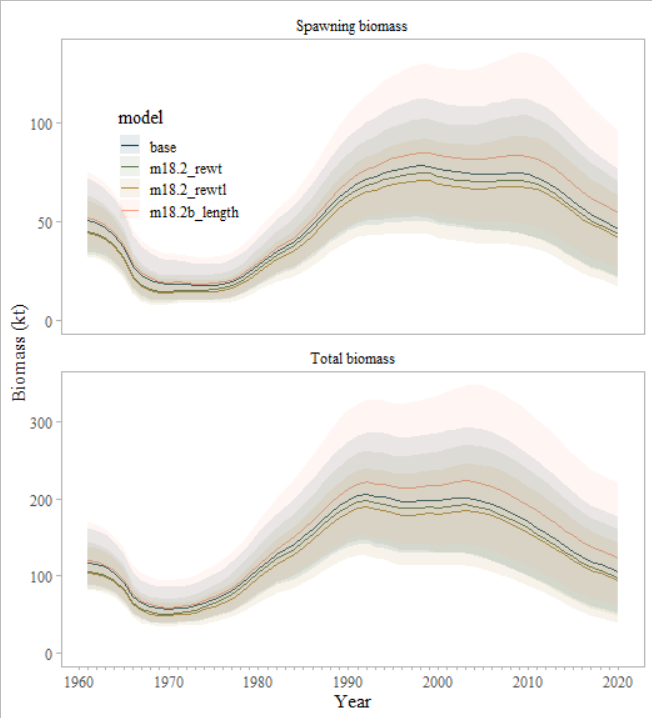 Spawning biomass
model
base
m18.2_rewt
m18.2_rewt1
m18.2b_length
100
50
0
Biomass (kt)
Total biomass
300
200
100
0
1960 1970 1980 1990 2000 2010 2020
Year